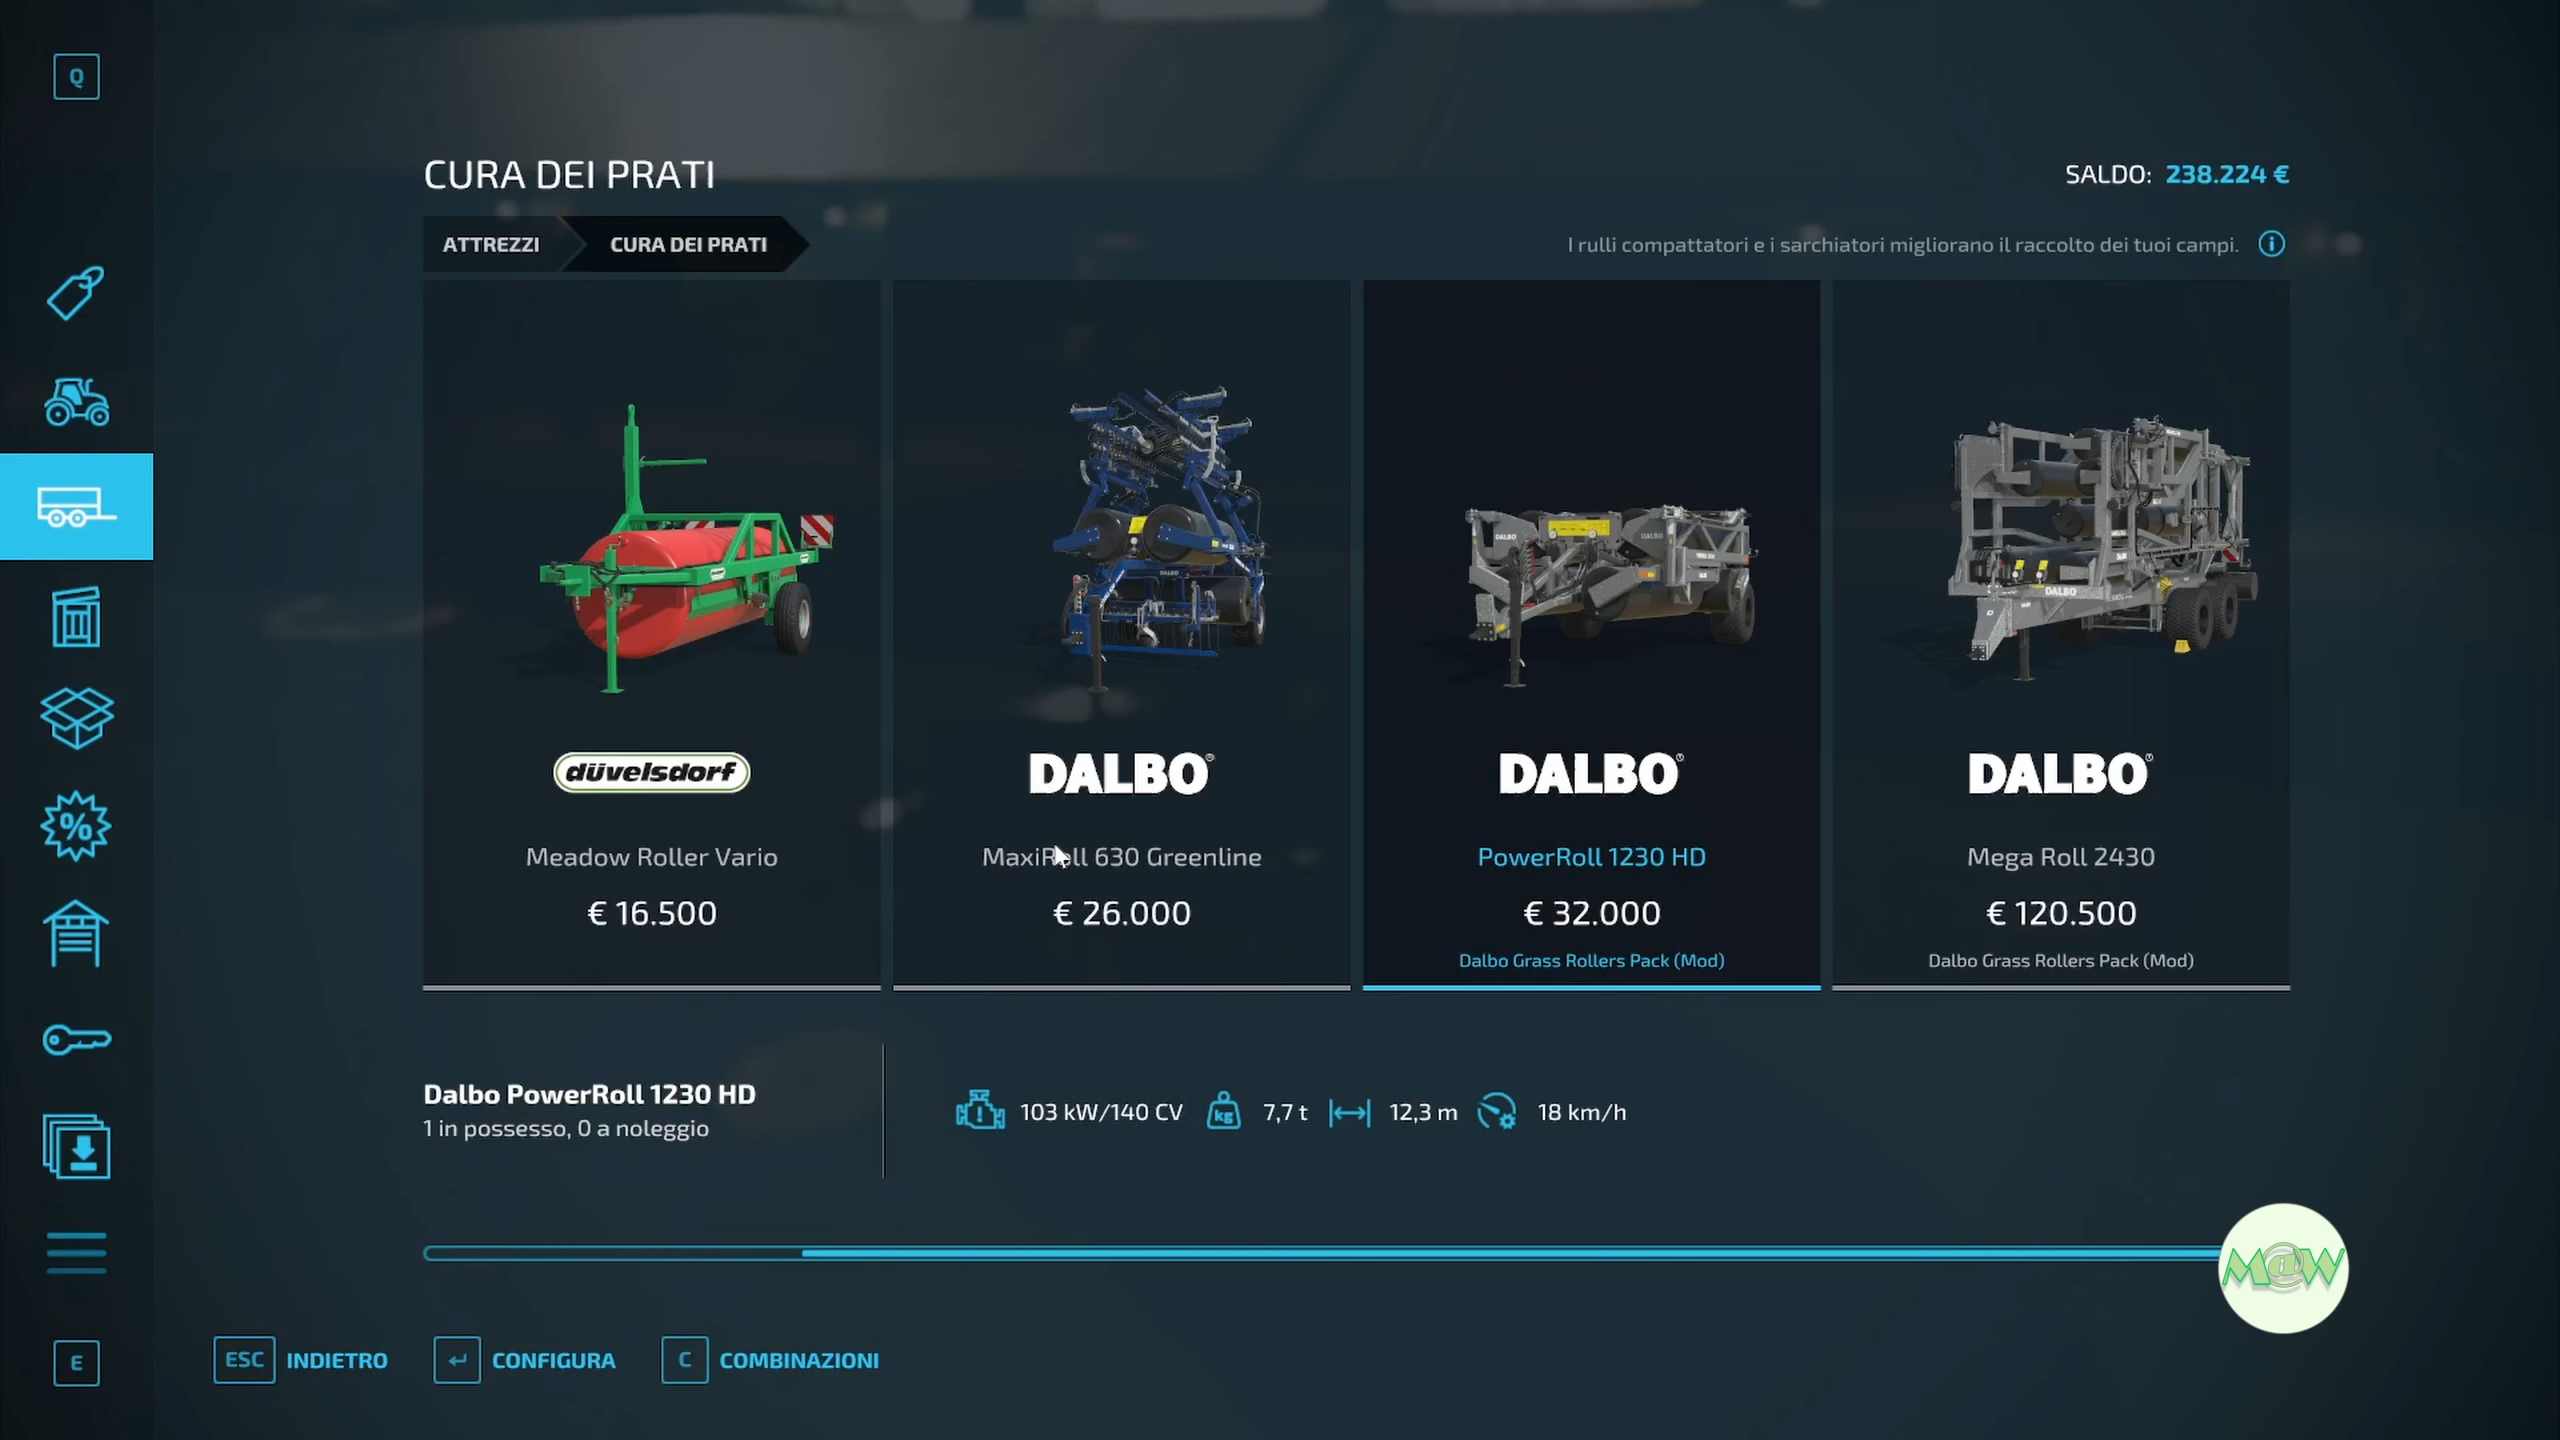 Q
CURA DEI PRATI
SALDO: 238.224 €
ATTREZZI
CURA DEI PRATI
I rulli compattatori e i sarchiatori migliorano il raccolto dei tuoi campi.
düvelsdorf
DALBO
DALBO
DALBO
Meadow Roller Vario
MaxiRoll 630 Greenline
PowerRoll 1230 HD
Mega Roll 2430
€ 16.500
€ 26.000
€ 32.000
€ 120.500
Dalbo Grass Rollers Pack (Mod)
Dalbo Grass Rollers Pack (Mod)
Dalbo PowerRoll 1230 HD
1 in possesso, 0 a noleggio
kg
103 kW/140 CV
7,7 t
12,3 m
18 km/h
M@W
E
ESC INDIETRO
CONFIGURA
C COMBINAZIONI